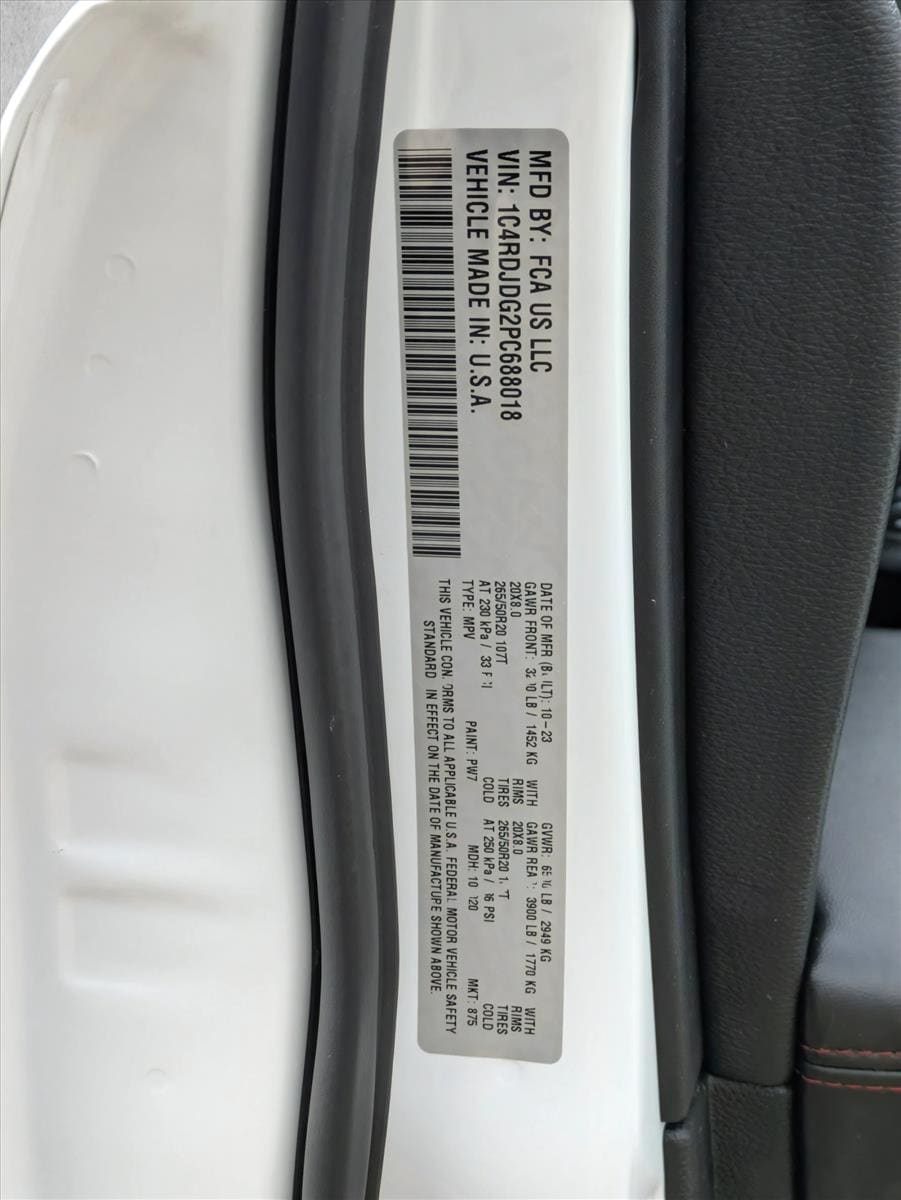 MFD BY: FCA US LLC
VIN: 1C4RDJDG2PC688018
VEHICLE MADE IN: U.S.A.
DATE OF MFR 10-23 GVWR: LB / 2949 KG
GAWR FRONT: LB / 1452 KG WITH GAWR 3900 LB / 1770 KG WITH
20X8.0 RIMS 20X8.0 RIMS
265/50R20 107T TIRES 265/50R20 TIRES
AT 230 kPa / 33 COLD AT 250 kPa / PSI COLD
TYPE: MPV PAINT: PW7 MDH: MKT: 875
THIS VEHICLE TO ALL APPLICABLE U.S.A. FEDERAL MOTOR VEHICLE SAFETY
STANDARD IN EFFECT ON THE DATE OF MANUFACTURE SHOWN ABOVE.